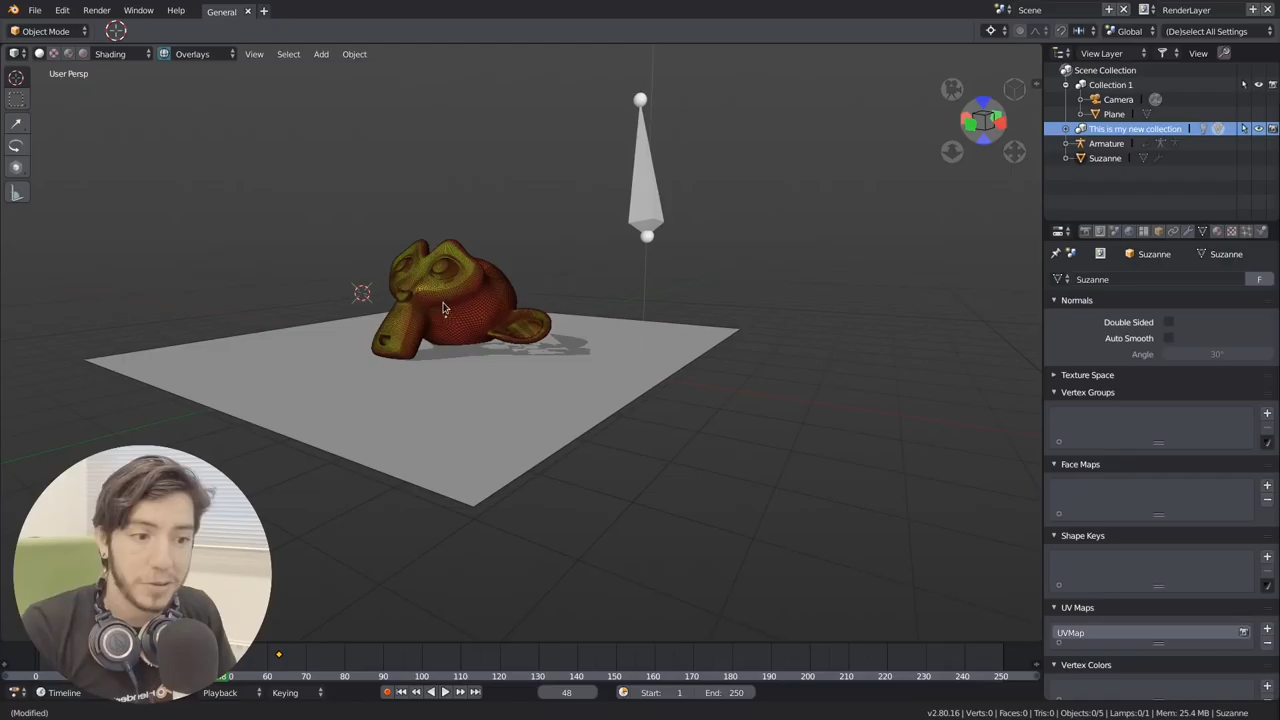 File Edit Render Window Help General Scene RenderLayer
Object Mode Global (De)select All Settings
Shading Overlays View Select Add Object View Layer View
User Persp
Scene Collection
Collection 1
Camera
Plane
This is my new collection
Armature
Suzanne
Suzanne Suzanne
Suzanne F
Normals
Double Sided
Auto Smooth
Angle 30°
Texture Space
Vertex Groups
Face Maps
Shape Keys
UV Maps
UVMap
Vertex Colors
0 60 70 80 90 100 110 120 130 140 150 160 170 180 190 200 210 220 230 240 250
Timeline Playback Keying 48 Start: 1 End: 250
(Modified) v2.80.16 | Verts:0 | Faces:0 | Tris:0 | Objects:0/5 | Lamps:0/1 | Mem: 25.4 MB | Suzanne